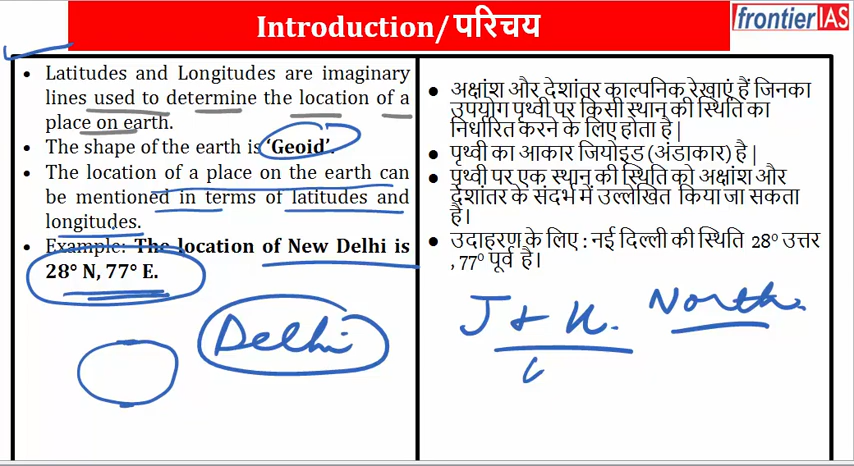 Introduction/परिचय
frontierIAS
• Latitudes and Longitudes are imaginary
lines used to determine the location of a
place on earth.
• The shape of the earth is ‘Geoid’.
• The location of a place on the earth can
be mentioned in terms of latitudes and
longitudes.
• Example: The location of New Delhi is
28° N, 77° E.
Delhi
• अक्षांश और देशांतर काल्पनिक रेखाएं हैं जिनका
उपयोग पृथ्वी पर किसी स्थान की स्थिति का
निर्धारित करने के लिए होता है|
• पृथ्वी का आकार जियोइड (अंडाकार) है|
• पृथ्वी पर एक स्थान की स्थिति को अक्षांश और
देशांतर के संदर्भ में उल्लेखित किया जा सकता
है।
• उदाहरण के लिए : नई दिल्ली की स्थिति 28° उत्तर
, 77° पूर्व है।
J & K. North